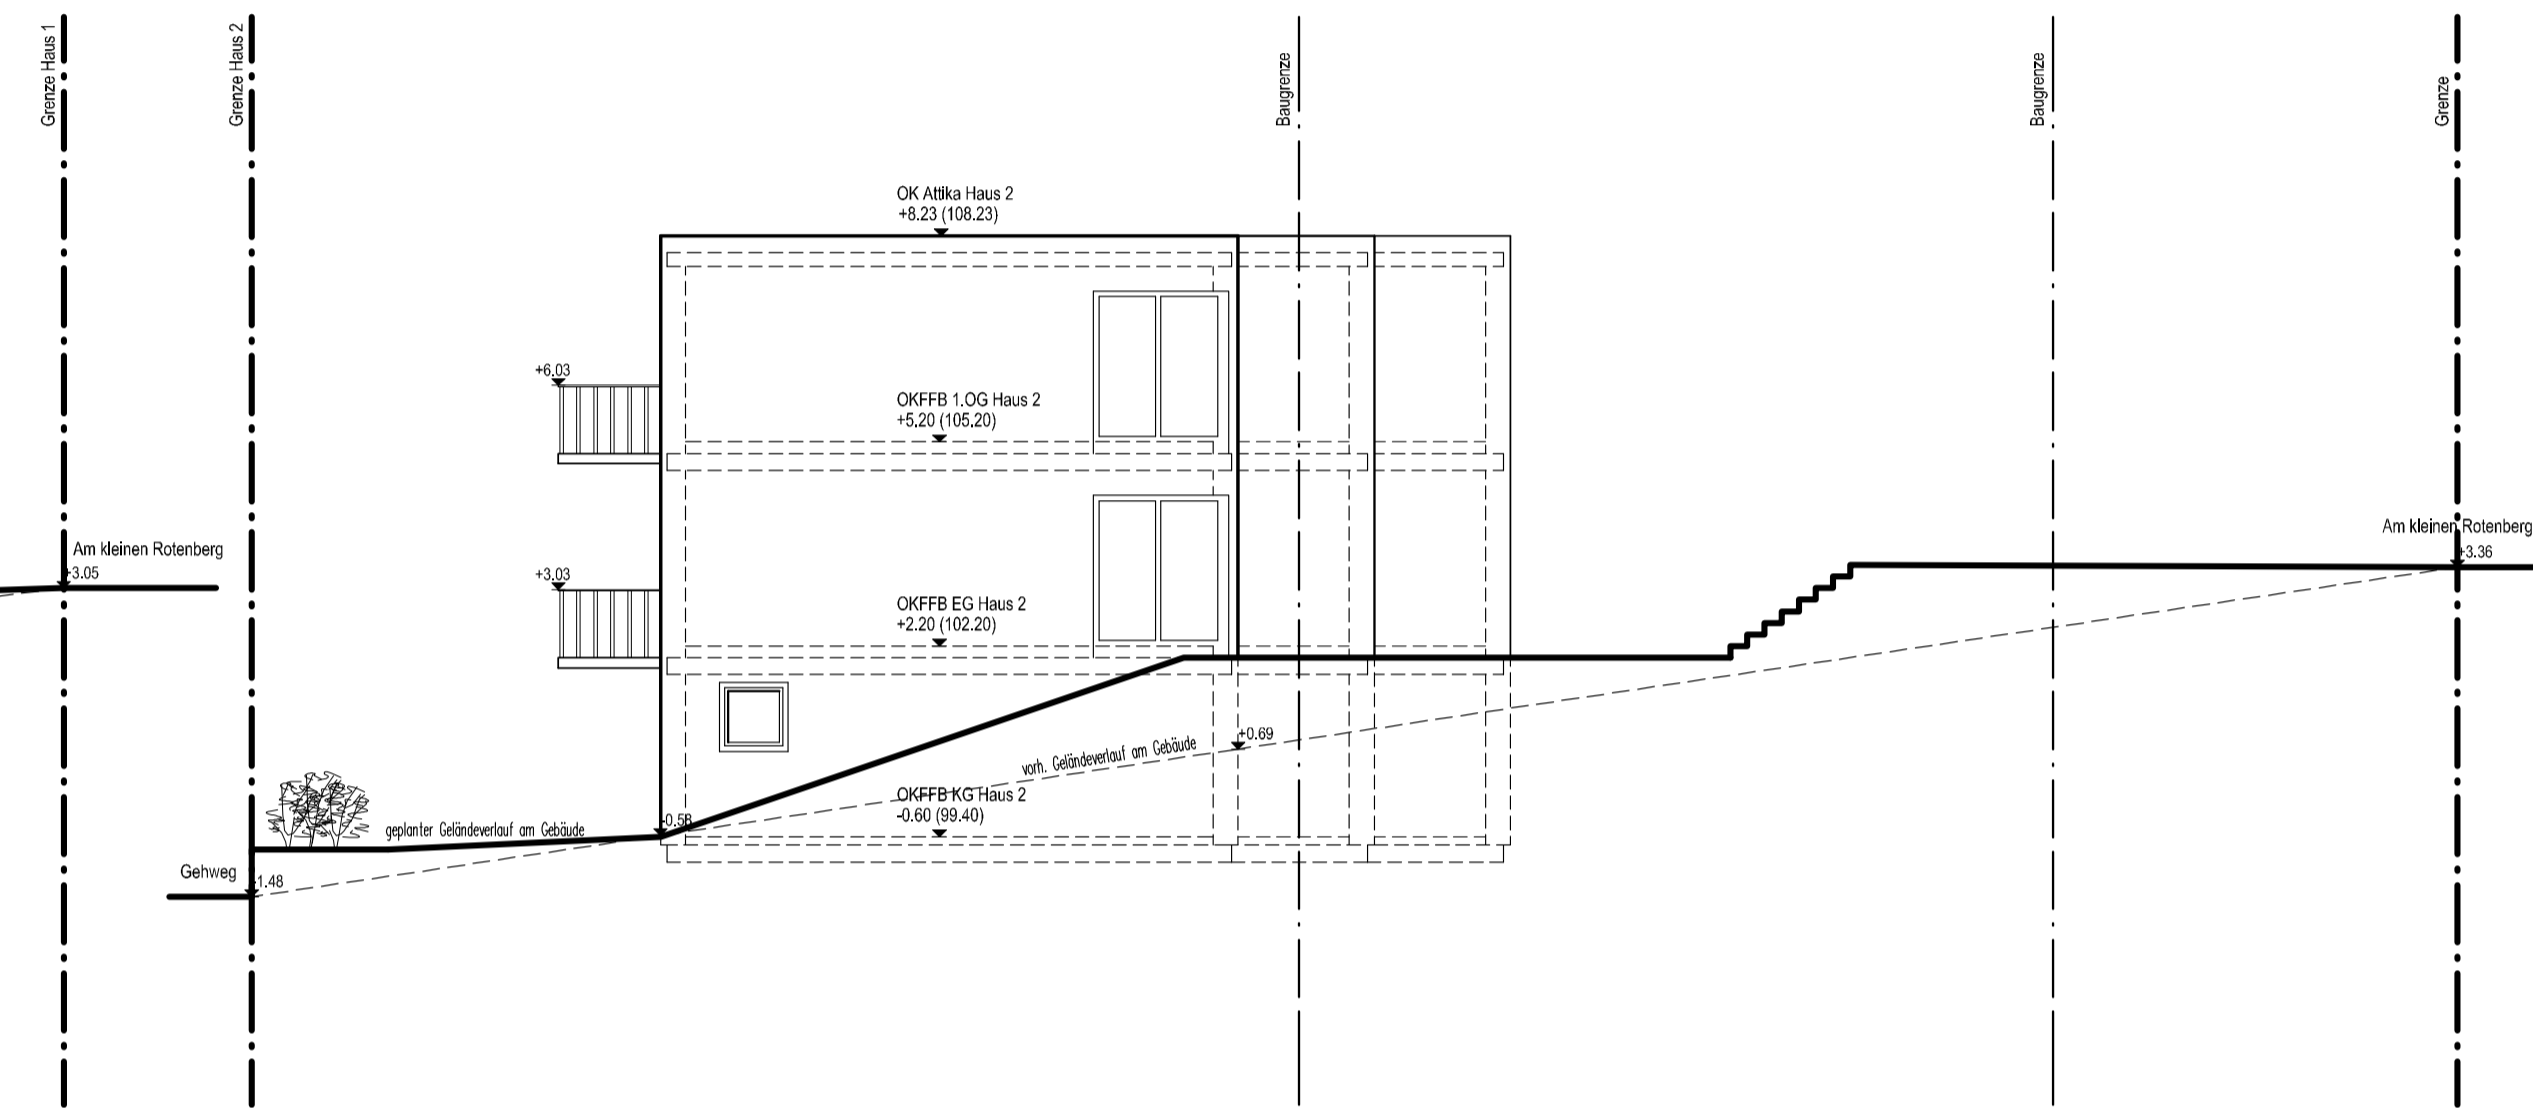 Grenze Haus 1
Grenze Haus 2
Baugrenze
Baugrenze
Grenze
OK Attika Haus 2
+8.23 (108.23)
+6.03
OKFFB 1.OG Haus 2
+5.20 (105.20)
Am kleinen Rotenberg
+3.05
+3.03
OKFFB EG Haus 2
+2.20 (102.20)
Am kleinen Rotenberg
+3.36
+0.69
vorh. Geländeverlauf am Gebäude
OKFFB KG Haus 2
-0.60 (99.40)
-0.58
geplanter Geländeverlauf am Gebäude
Gehweg
-1.48